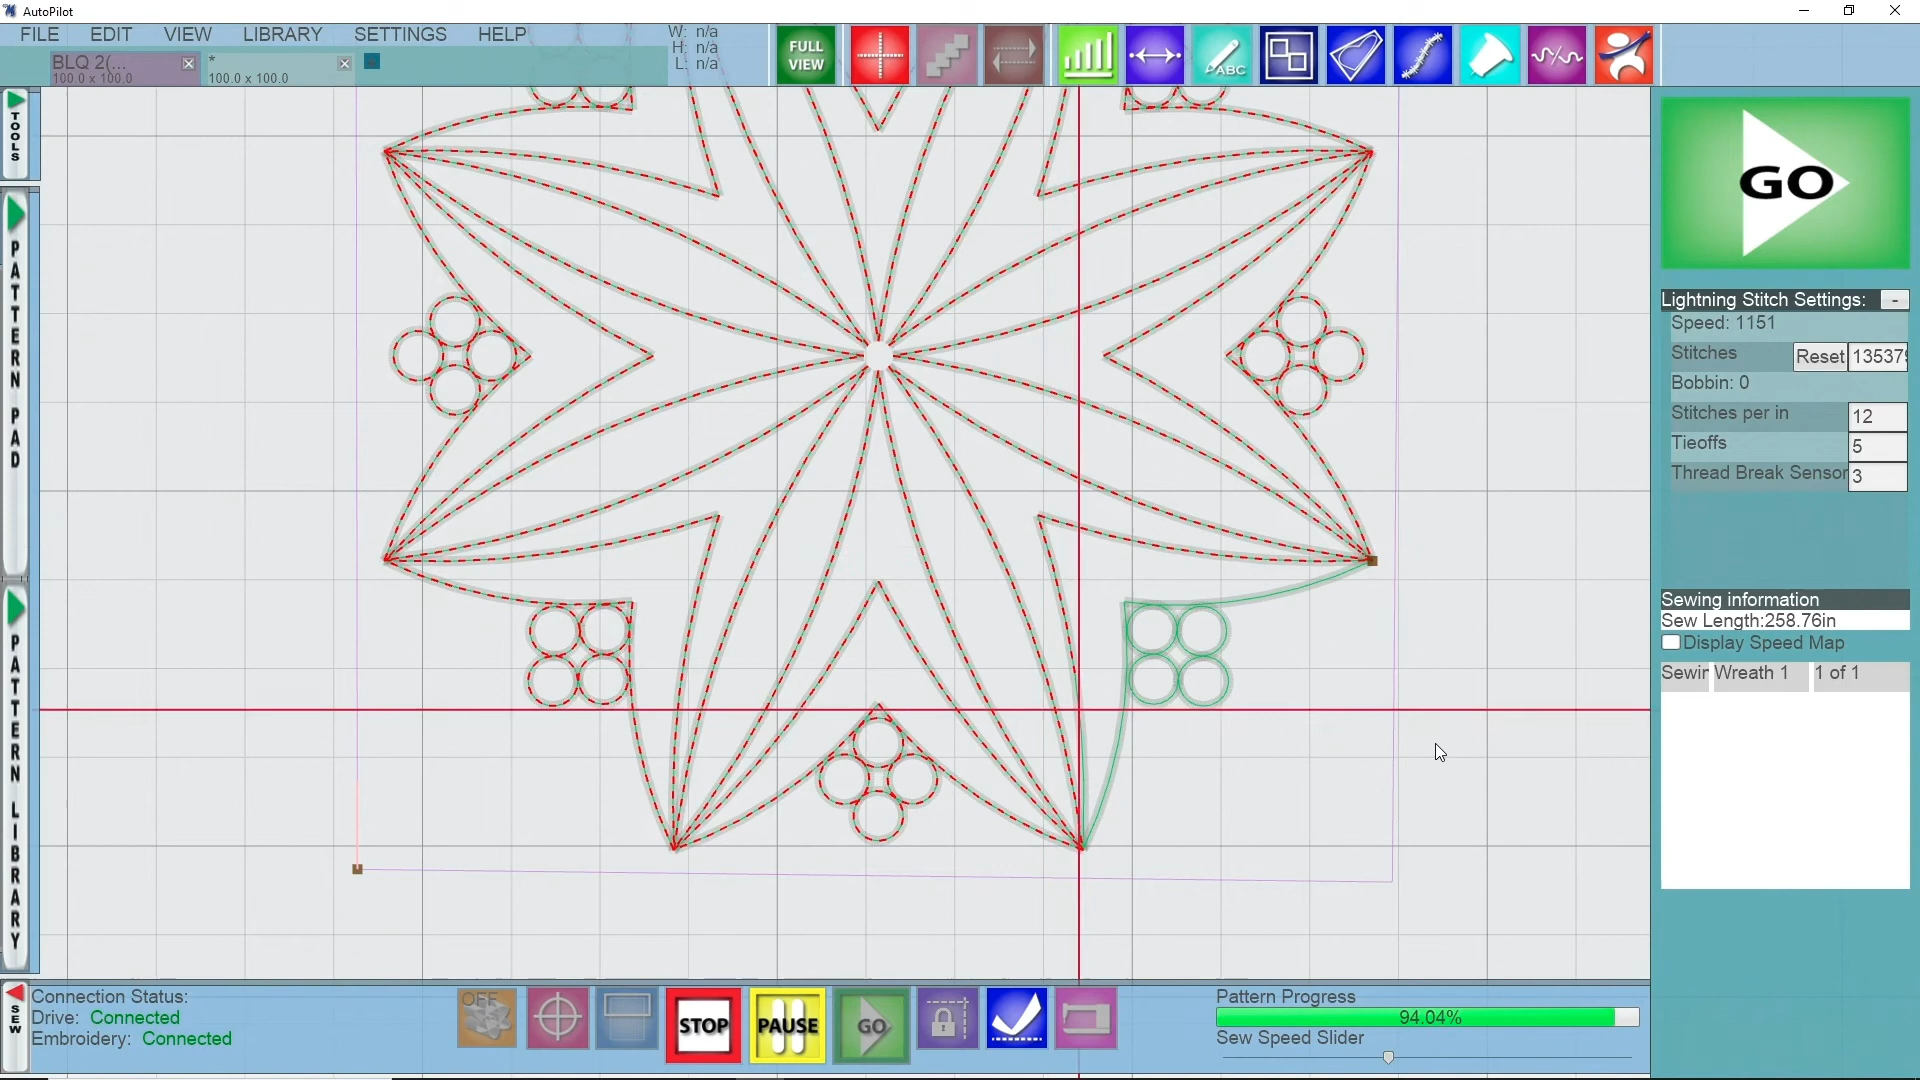 AutoPilot
FILE EDIT VIEW LIBRARY SETTINGS HELP
W: n/a
H: n/a
L: n/a
BLQ 2(...
100.0 x 100.0
*
100.0 x 100.0
FULL VIEW
ABC
TOOLS
PATTERN PAD
PATTERN LIBRARY
SEW
GO
Lightning Stitch Settings: -
Speed: 1151
Stitches Reset 135379
Bobbin: 0
Stitches per in 12
Tieoffs 5
Thread Break Sensor 3
Sewing information
Sew Length:258.76in
Display Speed Map
Sewin Wreath 1 1 of 1
Connection Status:
Drive: Connected
Embroidery: Connected
OFF
STOP
PAUSE
GO
Pattern Progress
94.04%
Sew Speed Slider